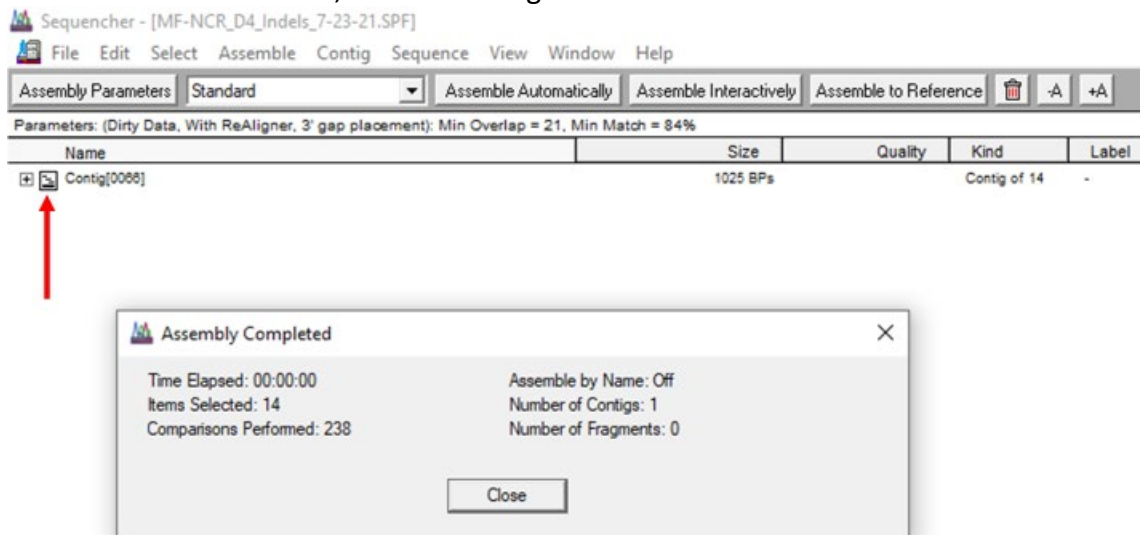 Sequencher - [MF-NCR_D4_Indels_7-23-21.SPF]
File Edit Select Assemble Contig Sequence View Window Help
Assembly Parameters Standard Assemble Automatically Assemble Interactively Assemble to Reference -A +A
Parameters: (Dirty Data, With ReAligner, 3' gap placement): Min Overlap = 21, Min Match = 84%
Name Size Quality Kind Label
Contig[0066] 1025 BPs Contig of 14 -
Assembly Completed
Time Elapsed: 00:00:00 Assemble by Name: Off
Items Selected: 14 Number of Contigs: 1
Comparisons Performed: 238 Number of Fragments: 0
Close